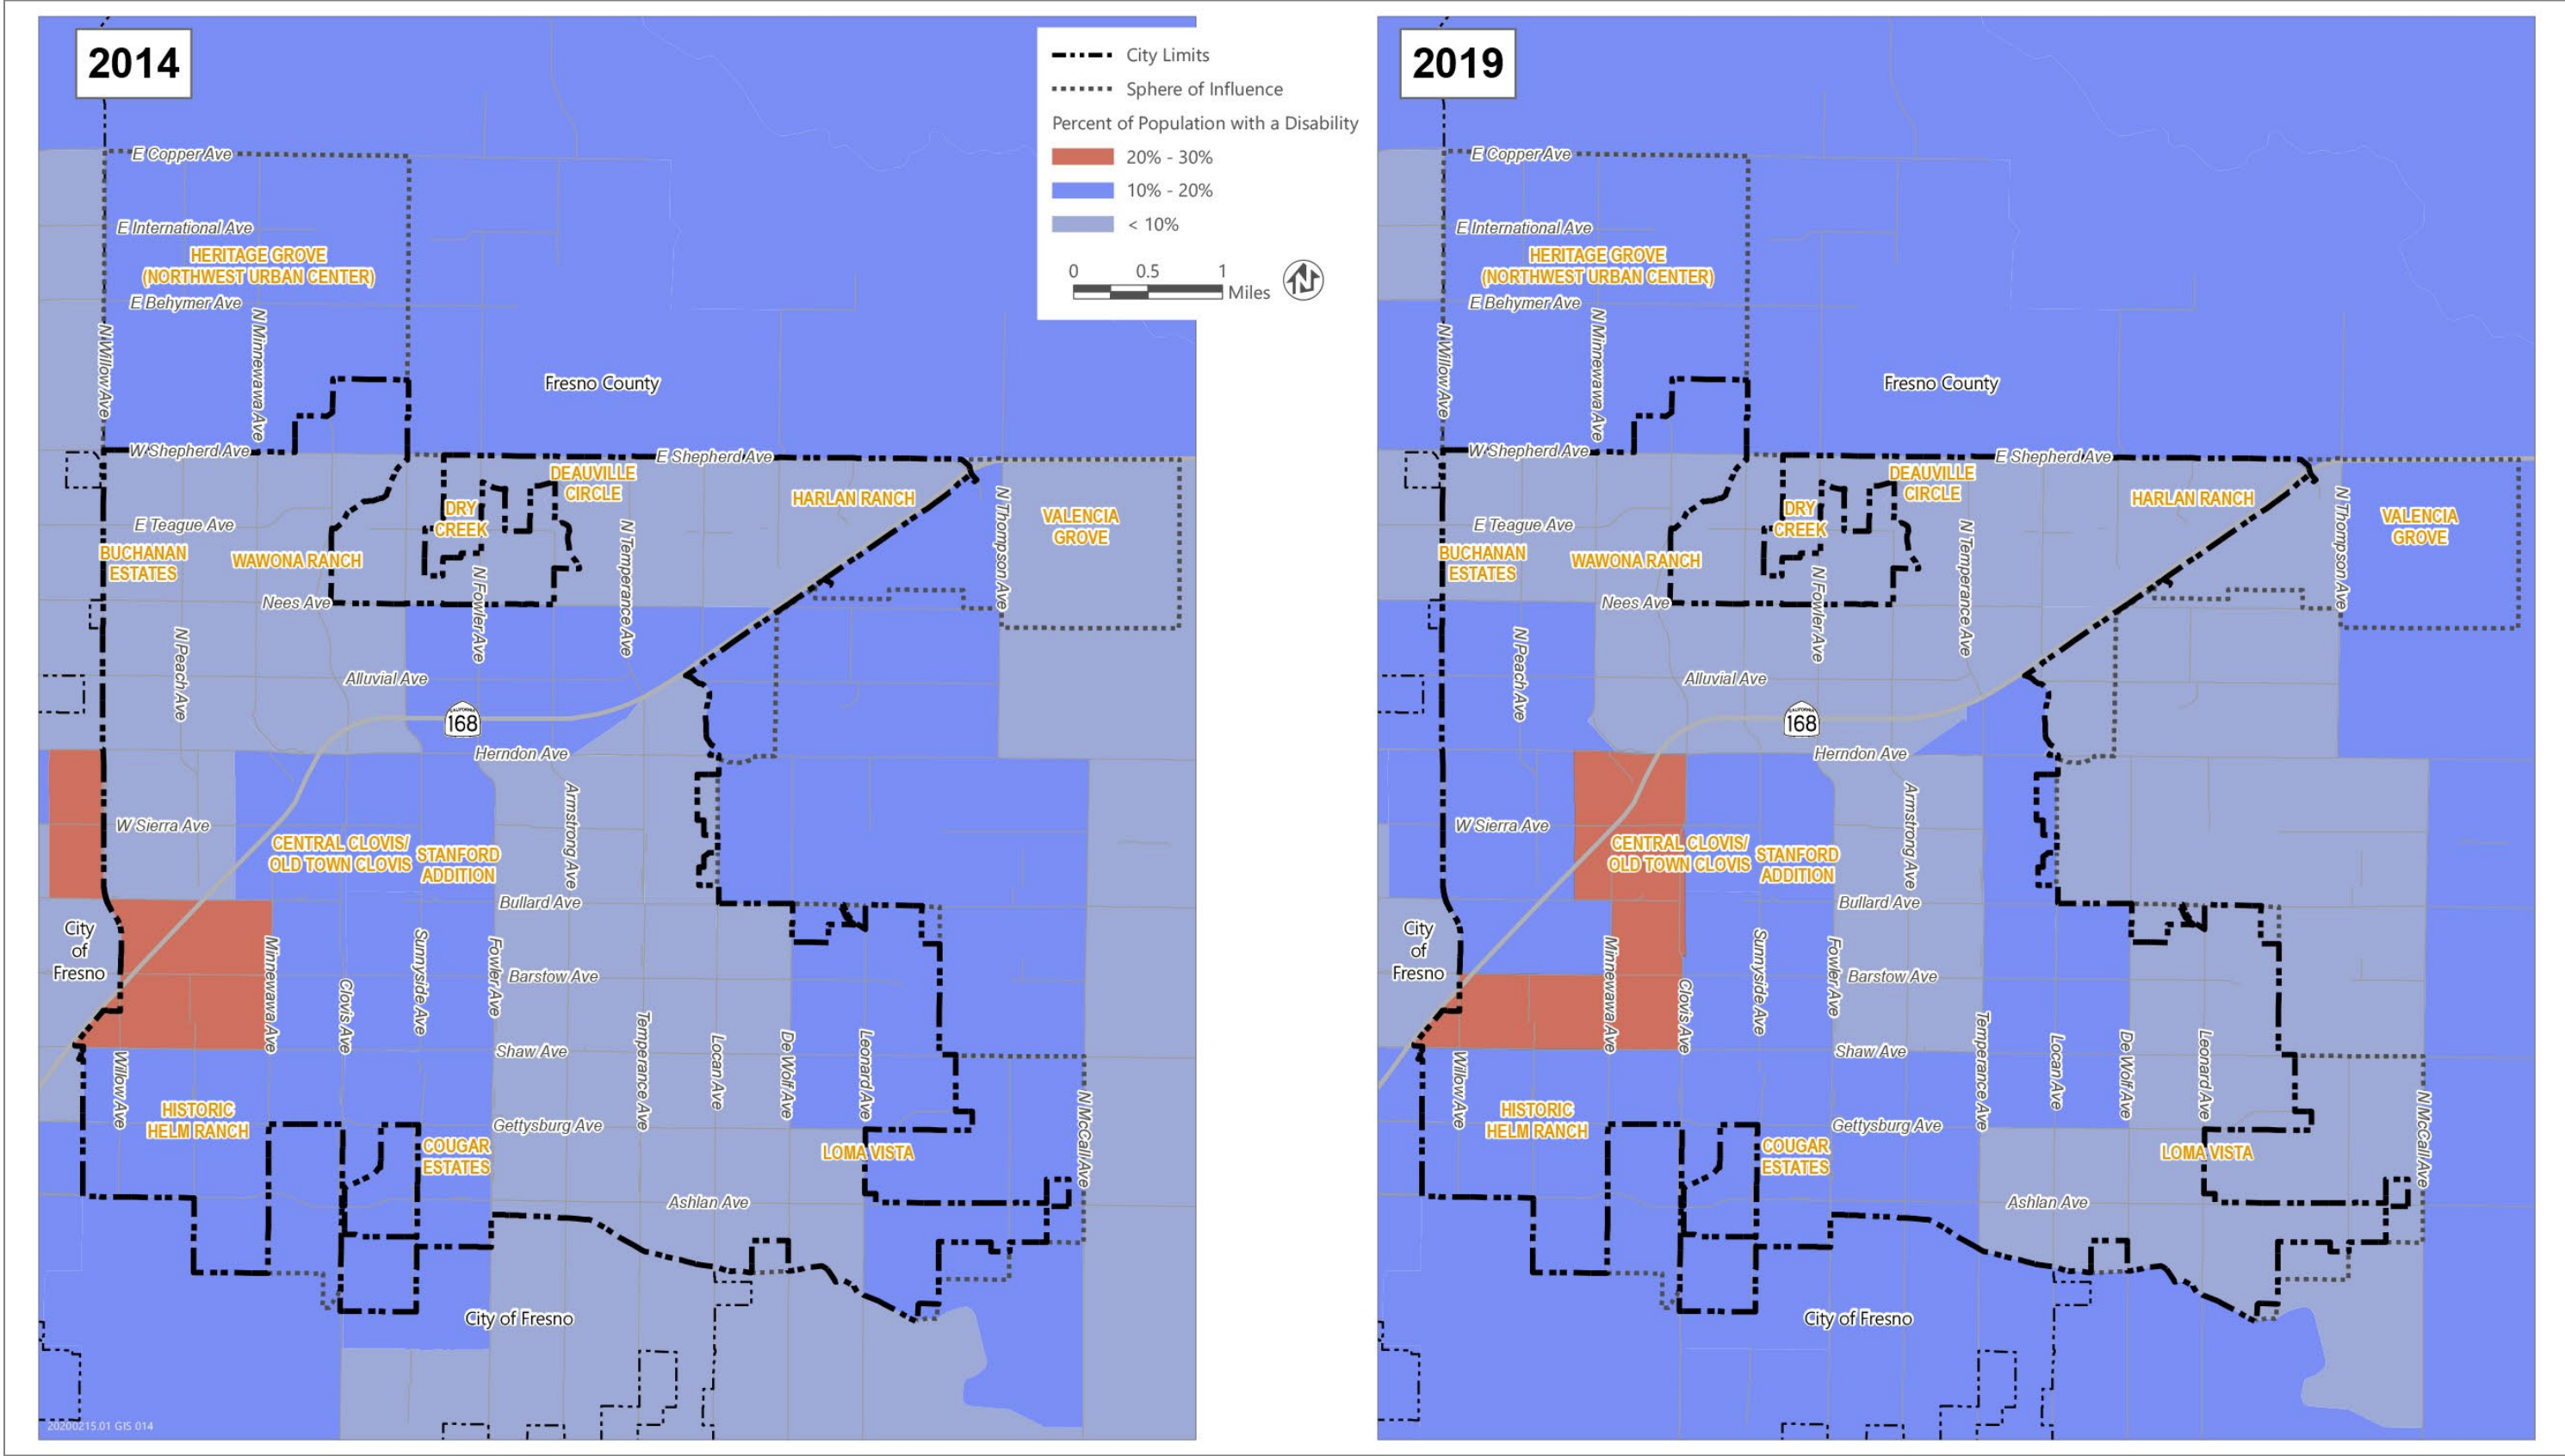 2014
City Limits
Sphere of Influence
Percent of Population with a Disability
20% - 30%
10% - 20%
< 10%
0 0.5 1
Miles
E Copper Ave
E International Ave
HERITAGE GROVE
(NORTHWEST URBAN CENTER)
E Behymer Ave
N Willow Ave
N Minnewawa Ave
Fresno County
W Shepherd Ave
E Shepherd Ave
DEAUVILLE
CIRCLE
HARLAN RANCH
DRY
CREEK
E Teague Ave
N Temperance Ave
N Thompson Ave
VALENCIA
GROVE
BUCHANAN
ESTATES
WAWONA RANCH
N Fowler Ave
Nees Ave
N Peach Ave
Alluvial Ave
CALIFORNIA
168
Herndon Ave
W Sierra Ave
Armstrong Ave
CENTRAL CLOVIS/
OLD TOWN CLOVIS
STANFORD
ADDITION
Bullard Ave
City
of
Fresno
Minnewawa Ave
Clovis Ave
Sunnyside Ave
Fowler Ave
Barstow Ave
Shaw Ave
Willow Ave
Temperance Ave
Locan Ave
De Wolf Ave
Leonard Ave
N McCall Ave
HISTORIC
HELM RANCH
Gettysburg Ave
COUGAR
ESTATES
LOMA VISTA
Ashlan Ave
City of Fresno
20200215.01 GIS 014
2019
E Copper Ave
E International Ave
HERITAGE GROVE
(NORTHWEST URBAN CENTER)
E Behymer Ave
N Willow Ave
N Minnewawa Ave
Fresno County
W Shepherd Ave
E Shepherd Ave
DEAUVILLE
CIRCLE
HARLAN RANCH
DRY
CREEK
E Teague Ave
N Temperance Ave
N Thompson Ave
VALENCIA
GROVE
BUCHANAN
ESTATES
WAWONA RANCH
N Fowler Ave
Nees Ave
N Peach Ave
Alluvial Ave
CALIFORNIA
168
Herndon Ave
W Sierra Ave
Armstrong Ave
CENTRAL CLOVIS/
OLD TOWN CLOVIS
STANFORD
ADDITION
Bullard Ave
City
of
Fresno
Minnewawa Ave
Clovis Ave
Sunnyside Ave
Fowler Ave
Barstow Ave
Shaw Ave
Willow Ave
Temperance Ave
Locan Ave
De Wolf Ave
Leonard Ave
N McCall Ave
HISTORIC
HELM RANCH
Gettysburg Ave
COUGAR
ESTATES
LOMA VISTA
Ashlan Ave
City of Fresno